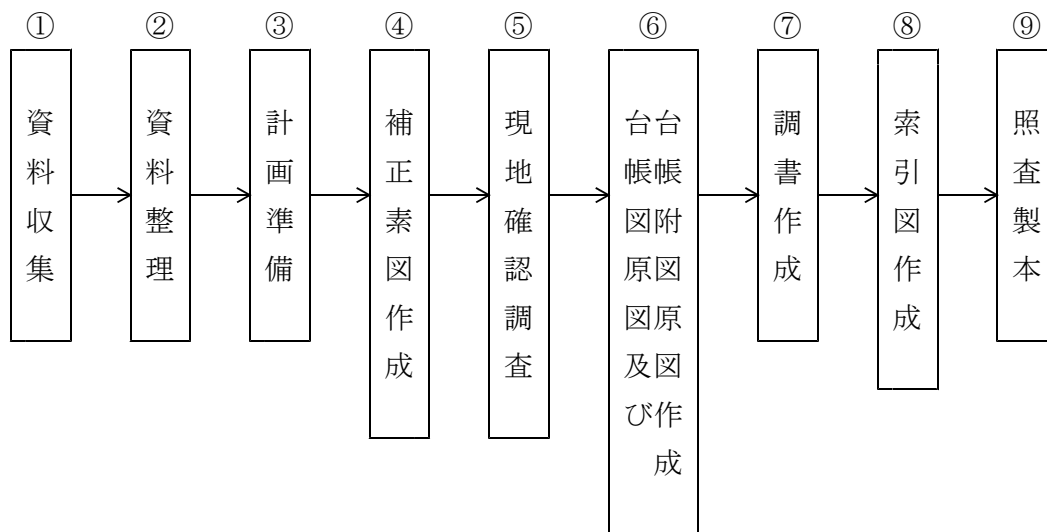 ①
資料収集
②
資料整理
③
計画準備
④
補正素図作成
⑤
現地確認調査
⑥
台帳図原図及び
台帳附図原図作成
⑦
調書作成
⑧
索引図作成
⑨
照査製本